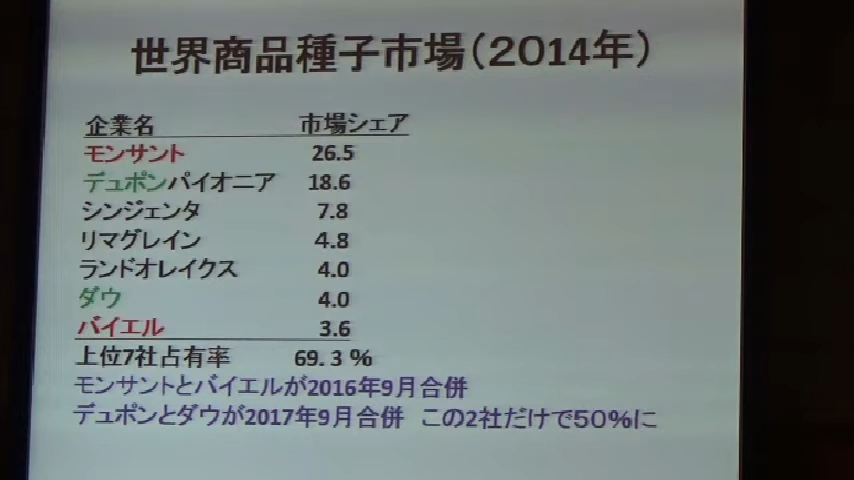 世界商品種子市場(2014年)
企業名 市場シェア
モンサント 26.5
デュポンパイオニア 18.6
シンジェンタ 7.8
リマグレイン 4.8
ランドオレイクス 4.0
ダウ 4.0
バイエル 3.6
上位7社占有率 69.3%
モンサントとバイエルが2016年9月合併
デュポンとダウが2017年9月合併 この2社だけで50%に